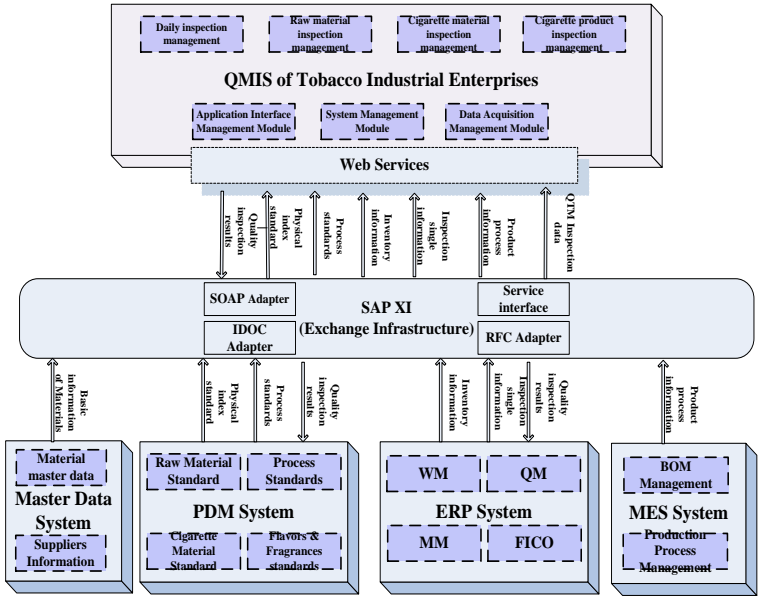 Daily inspection
management
Raw material
inspection
management
Cigarette material
inspection
management
Cigarette product
inspection
management
QMIS of Tobacco Industrial Enterprises
Application Interface
Management Module
System Management
Module
Data Acquisition
Management Module
Web Services
Quality
inspection
results
Physical
index
standard
Process
standards
Inventory
information
Inspection
single
information
Product
process
information
QTM Inspection
data
SOAP Adapter
IDOC
Adapter
SAP XI
(Exchange Infrastructure)
Service
interface
RFC Adapter
Basic
information
of Materials
Physical
index
standard
Process
standards
Quality
inspection
results
Inventory
information
Inspection
single
information
Quality
inspection
results
Product
process
information
Material
master data
Master Data
System
Suppliers
Information
Raw Material
Standard
Process
Standards
PDM System
Cigarette
Material
Standard
Flavors &
Fragrances
standards
WM
QM
ERP System
MM
FICO
BOM
Management
MES System
Production
Process
Management